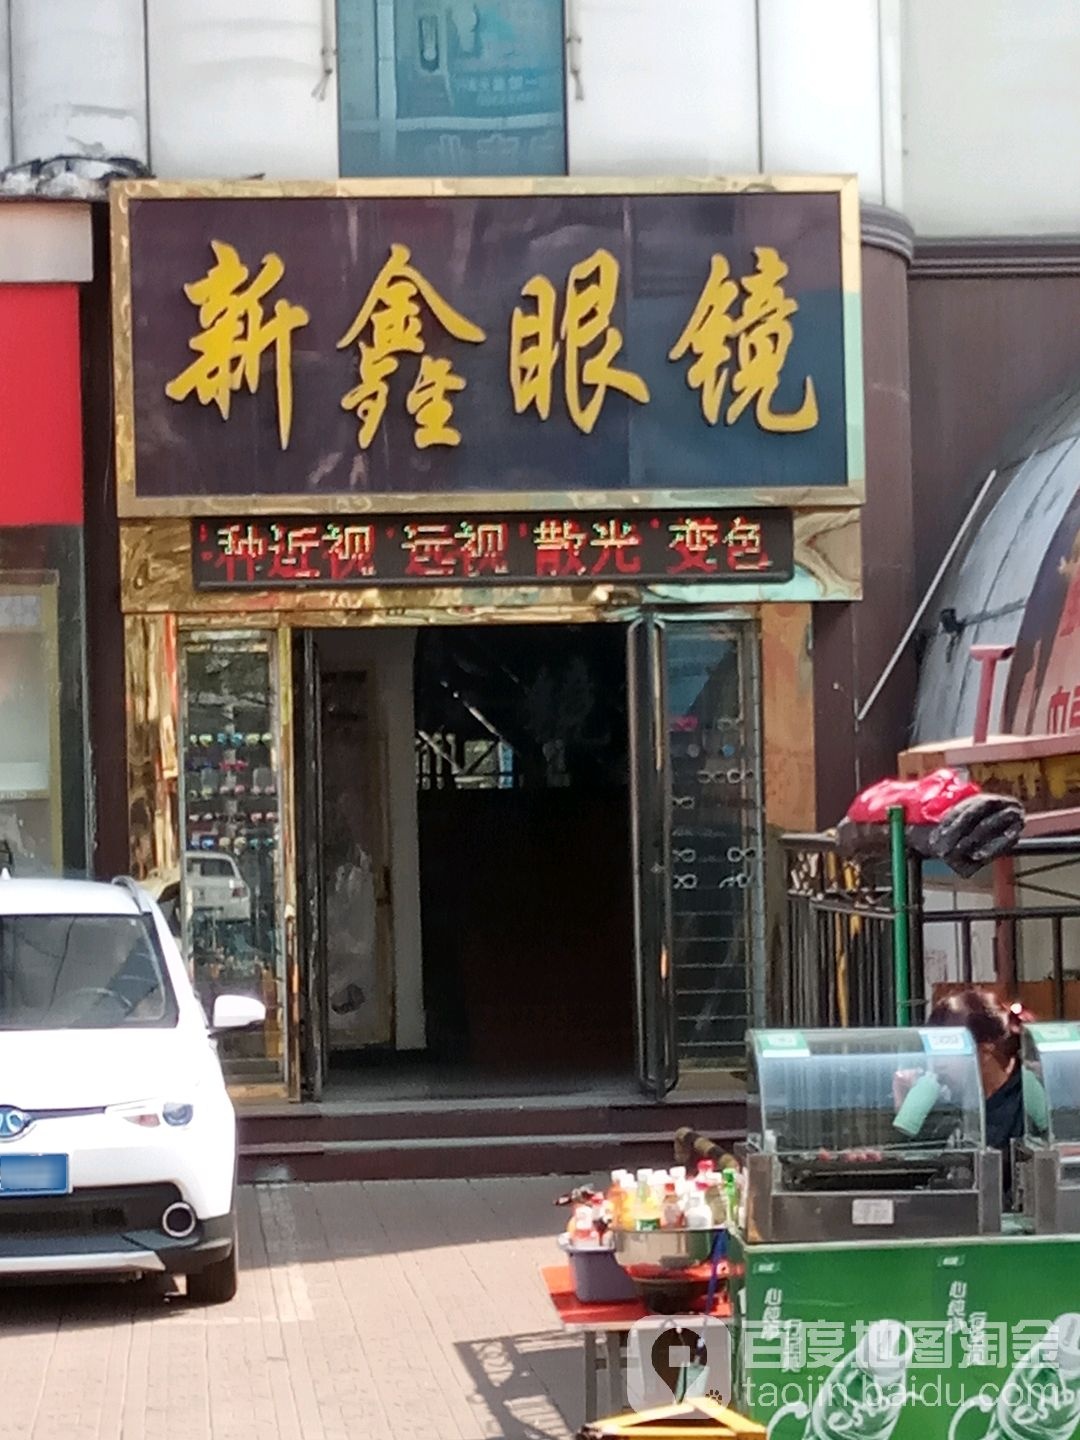 新鑫眼镜
种近视 远视 散光 变色
百度地图淘金
taojin.baidu.com